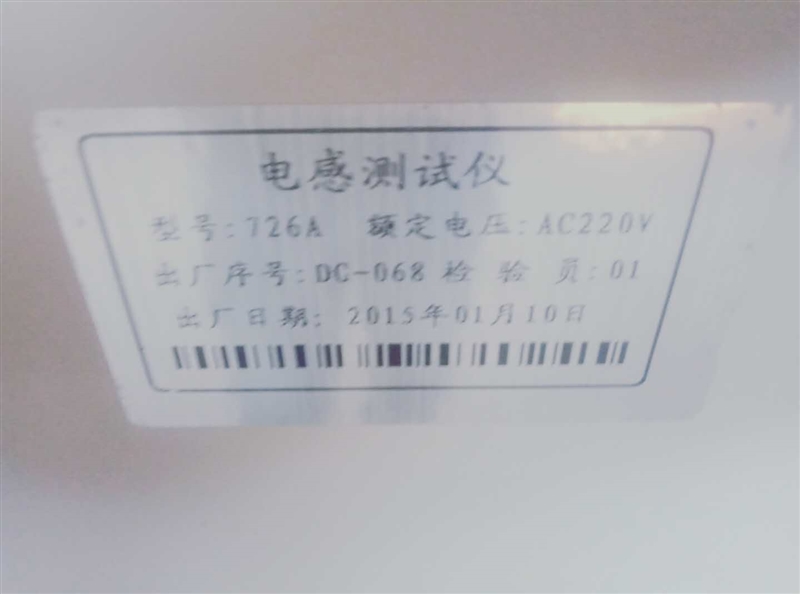 电感测试仪
型号:726A 额定电压:AC220V
出厂序号:DC-068 检验员:01
出厂日期: 2015年01月10日